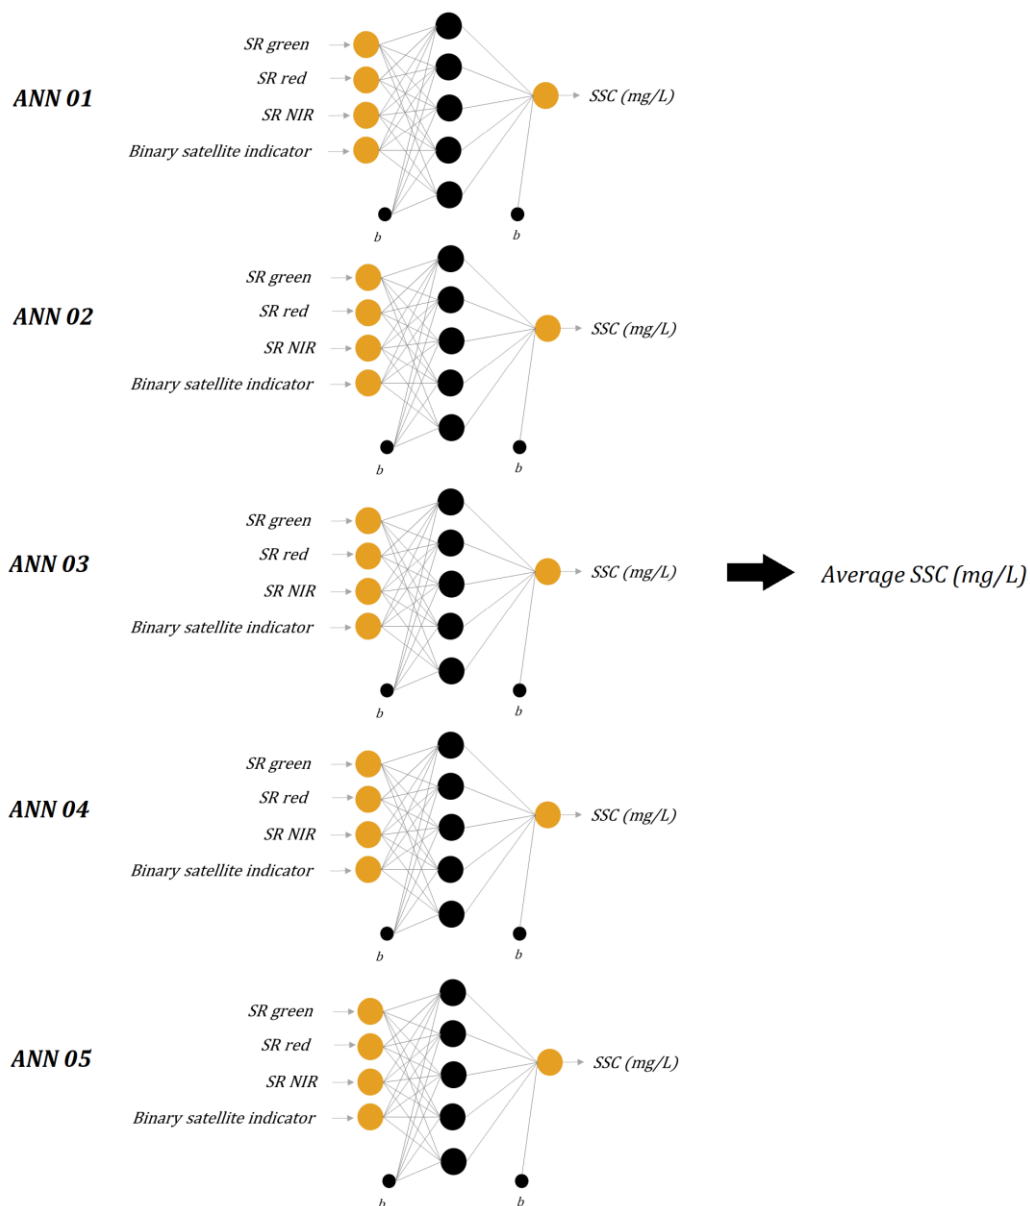 SR green
SR red
ANN 01
SSC (mg/L)
SR NIR
Binary satellite indicator
b
b
SR green
SR red
ANN 02
SSC (mg/L)
SR NIR
Binary satellite indicator
b
b
SR green
SR red
ANN 03
SSC (mg/L)
Average SSC (mg/L)
SR NIR
Binary satellite indicator
b
b
SR green
SR red
ANN 04
SSC (mg/L)
SR NIR
Binary satellite indicator
b
b
SR green
SR red
ANN 05
SSC (mg/L)
SR NIR
Binary satellite indicator
b
b